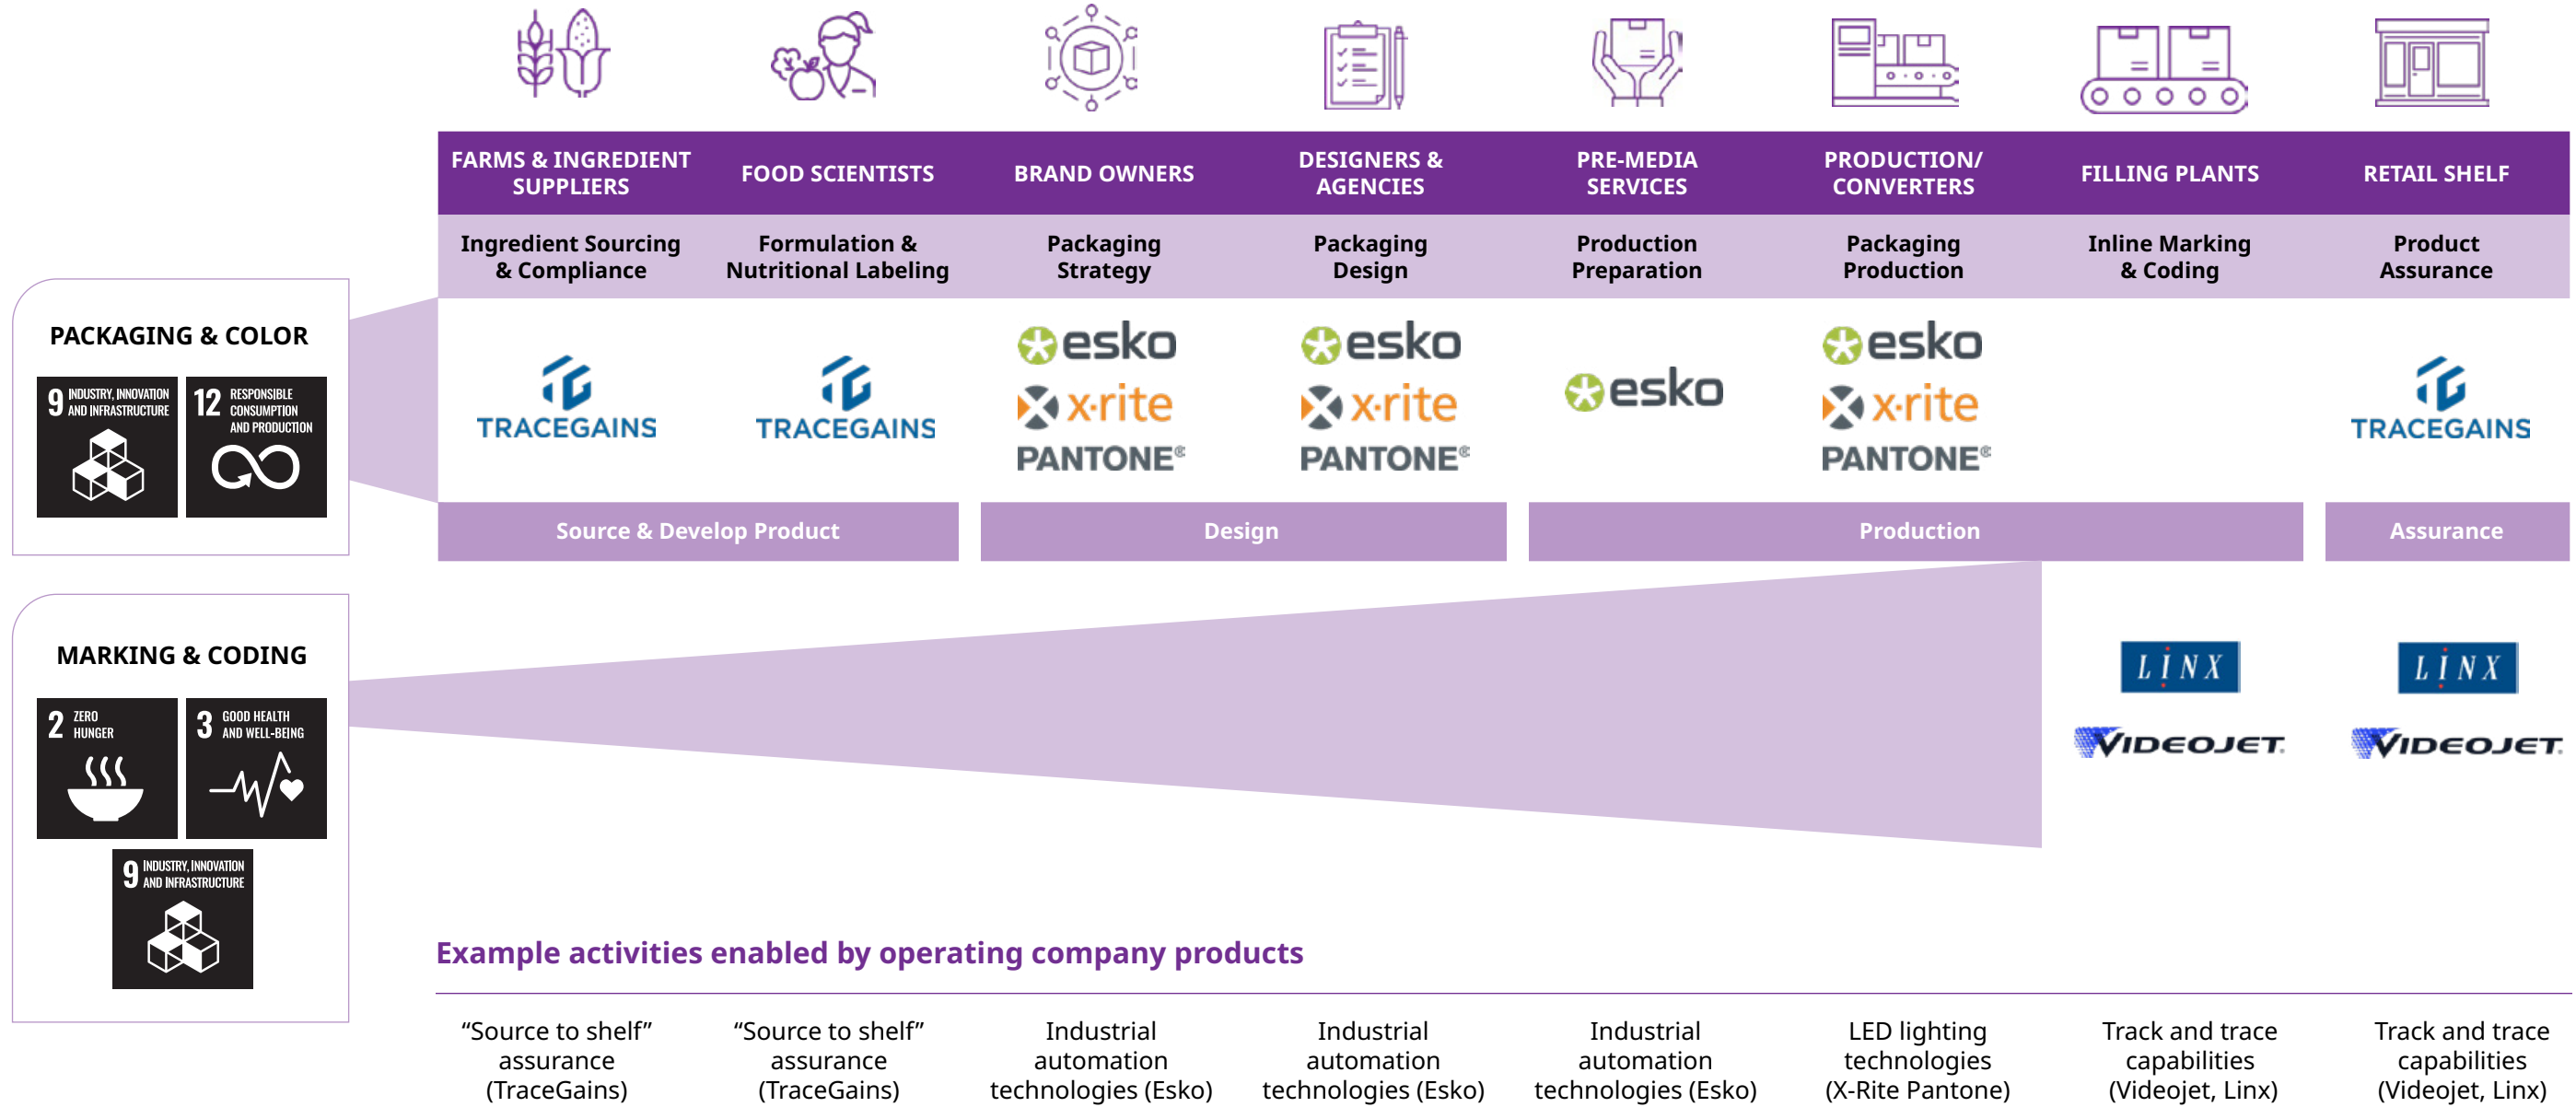 FARMS & INGREDIENT
SUPPLIERS
FOOD SCIENTISTS
BRAND OWNERS
DESIGNERS &
AGENCIES
PRE-MEDIA
SERVICES
PRODUCTION/
CONVERTERS
FILLING PLANTS
RETAIL SHELF
Ingredient Sourcing
& Compliance
Formulation &
Nutritional Labeling
Packaging
Strategy
Packaging
Design
Production
Preparation
Packaging
Production
Inline Marking
& Coding
Product
Assurance
PACKAGING & COLOR
9 INDUSTRY, INNOVATION
AND INFRASTRUCTURE
12 RESPONSIBLE
CONSUMPTION
AND PRODUCTION
TG
TRACEGAINS
TG
TRACEGAINS
esko
x·rite
PANTONE®
esko
x·rite
PANTONE®
esko
esko
x·rite
PANTONE®
TG
TRACEGAINS
Source & Develop Product
Design
Production
Assurance
MARKING & CODING
2 ZERO
HUNGER
3 GOOD HEALTH
AND WELL-BEING
9 INDUSTRY, INNOVATION
AND INFRASTRUCTURE
LiNX
VIDEOJET.
LiNX
VIDEOJET.
Example activities enabled by operating company products
“Source to shelf”
assurance
(TraceGains)
“Source to shelf”
assurance
(TraceGains)
Industrial
automation
technologies (Esko)
Industrial
automation
technologies (Esko)
Industrial
automation
technologies (Esko)
LED lighting
technologies
(X-Rite Pantone)
Track and trace
capabilities
(Videojet, Linx)
Track and trace
capabilities
(Videojet, Linx)